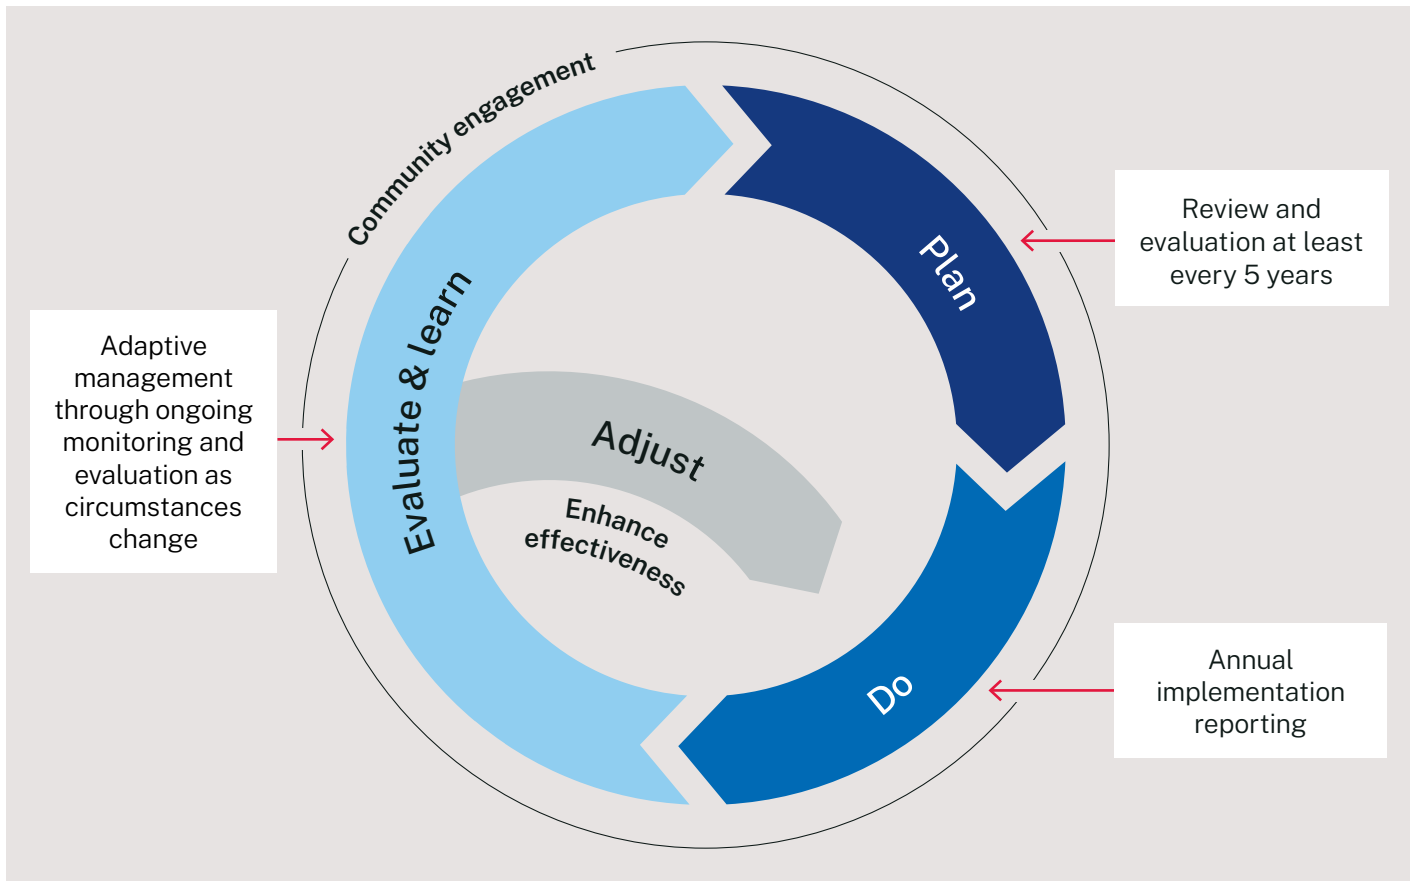 Community engagement
Plan
Review and
evaluation at least
every 5 years
Evaluate & learn
Adaptive
management
through ongoing
monitoring and
evaluation as
circumstances
change
Adjust
Enhance
effectiveness
Do
Annual
implementation
reporting